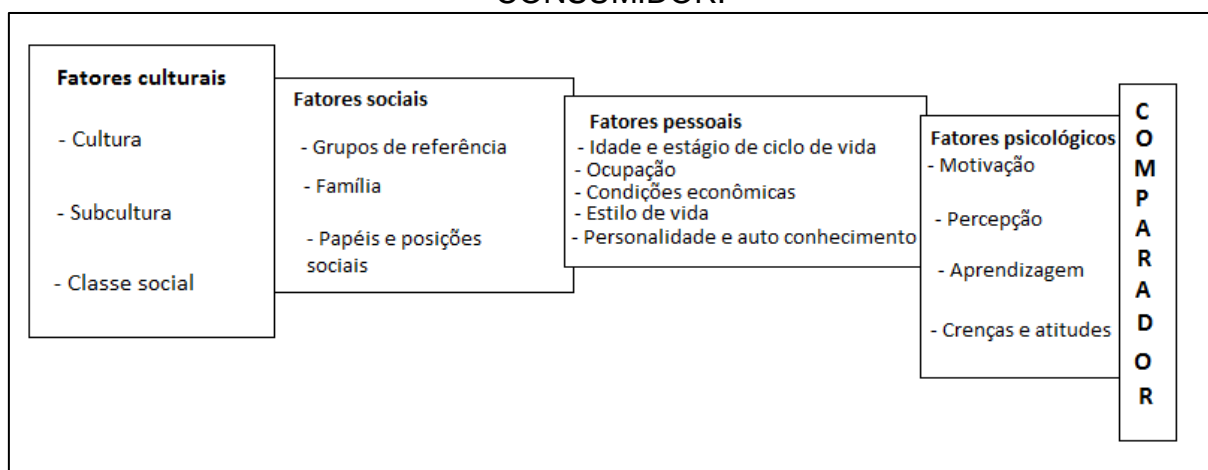 CONSUMIDOR.
Fatores culturais
- Cultura
- Subcultura
- Classe social
Fatores sociais
- Grupos de referência
- Família
- Papéis e posições
sociais
Fatores pessoais
- Idade e estágio de ciclo de vida
- Ocupação
- Condições econômicas
- Estilo de vida
- Personalidade e auto conhecimento
Fatores psicológicos
- Motivação
- Percepção
- Aprendizagem
- Crenças e atitudes
C
O
M
P
A
R
A
D
O
R